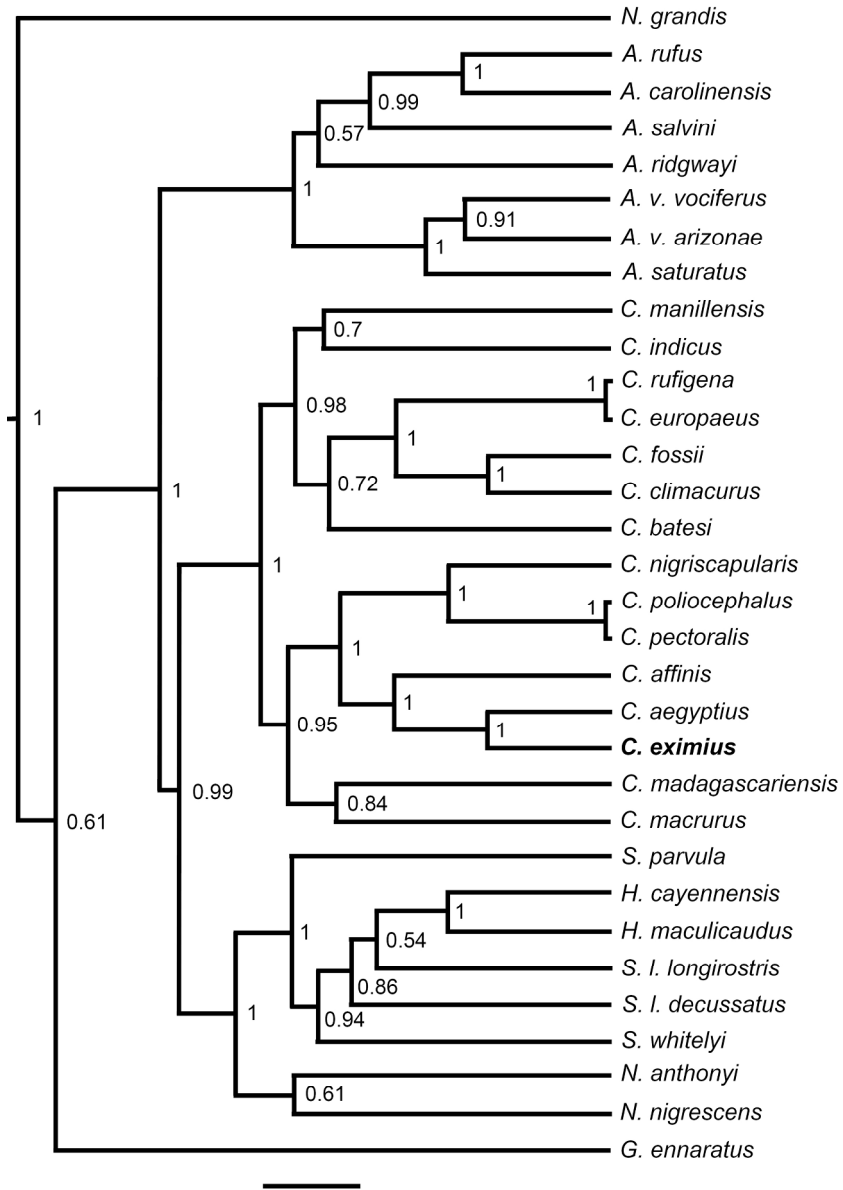 N. grandis
A. rufus
1
A. carolinensis
0.99
A. salvini
0.57
A. ridgwayi
1
A. v. vociferus
0.91
A. v. arizonae
1
A. saturatus
C. manillensis
0.7
C. indicus
1 C. rufigena
0.98
C. europaeus
1
1
C. fossii
1
C. climacurus
0.72
1
C. batesi
1
C. nigriscapularis
1
1 C. poliocephalus
C. pectoralis
1
C. affinis
1
C. aegyptius
0.95
1
C. eximius
C. madagascariensis
0.99
0.84
C. macrurus
0.61
S. parvula
H. cayennensis
1
H. maculicaudus
1
0.54
S. l. longirostris
0.86
S. l. decussatus
1
0.94
S. whitelyi
N. anthonyi
0.61
N. nigrescens
G. ennaratus